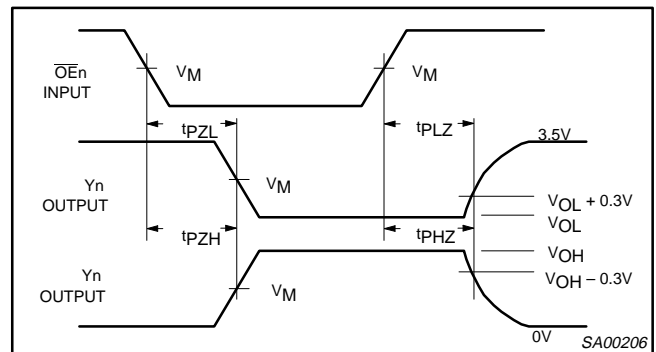 OEn
INPUT
VM
VM
tPZL
tPLZ
3.5V
Yn
OUTPUT
VM
VOL + 0.3V
VOL
tPZH
tPHZ
VOH
Yn
OUTPUT
VM
VOH – 0.3V
0V
SA00206